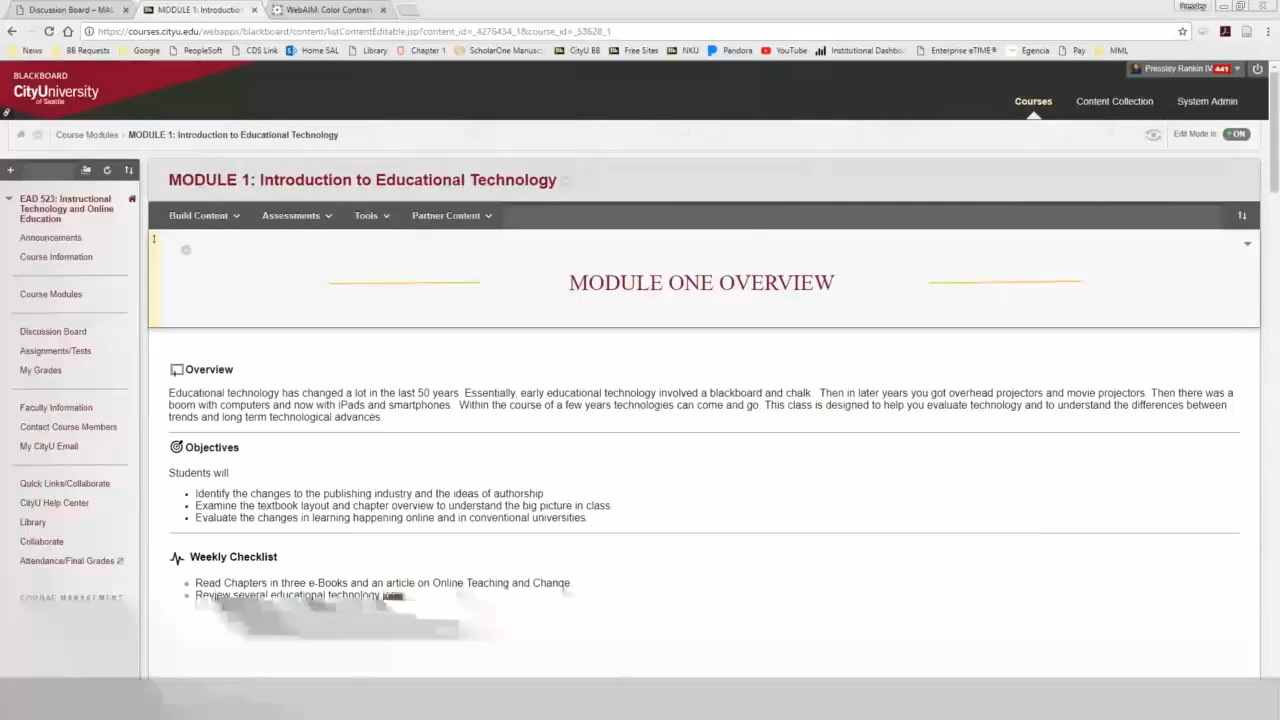 Discussion Board – MAL
MODULE 1: Introduction
WebAIM: Color Contras
Pressley
https://courses.cityu.edu/webapps/blackboard/content/listContentEditable.jsp?content_id=_4276434_1&course_id=_53628_1
News BB Requests Google PeopleSoft CDS Link Home SAL Library Chapter 1 ScholarOne Manusc CityU BB Free Sites NKU Pandora YouTube Institutional Dashbo Enterprise eTIME® Egencia Pay MML
BLACKBOARD
CityUniversity
of Seattle
Pressley Rankin IV 441
Courses Content Collection System Admin
Course Modules > MODULE 1: Introduction to Educational Technology
Edit Mode is: ON
EAD 523: Instructional
Technology and Online
Education
Announcements
Course Information
Course Modules
Discussion Board
Assignments/Tests
My Grades
Faculty Information
Contact Course Members
My CityU Email
Quick Links/Collaborate
CityU Help Center
Library
Collaborate
Attendance/Final Grades
COURSE MANAGEMENT
MODULE 1: Introduction to Educational Technology
Build Content Assessments Tools Partner Content
MODULE ONE OVERVIEW
Overview
Educational technology has changed a lot in the last 50 years. Essentially, early educational technology involved a blackboard and chalk. Then in later years you got overhead projectors and movie projectors. Then there was a
boom with computers and now with iPads and smartphones. Within the course of a few years technologies can come and go. This class is designed to help you evaluate technology and to understand the differences between
trends and long term technological advances.
Objectives
Students will
• Identify the changes to the publishing industry and the ideas of authorship
• Examine the textbook layout and chapter overview to understand the big picture in class.
• Evaluate the changes in learning happening online and in conventional universities.
Weekly Checklist
Read Chapters in three e-Books and an article on Online Teaching and Change.
Review several educational technology